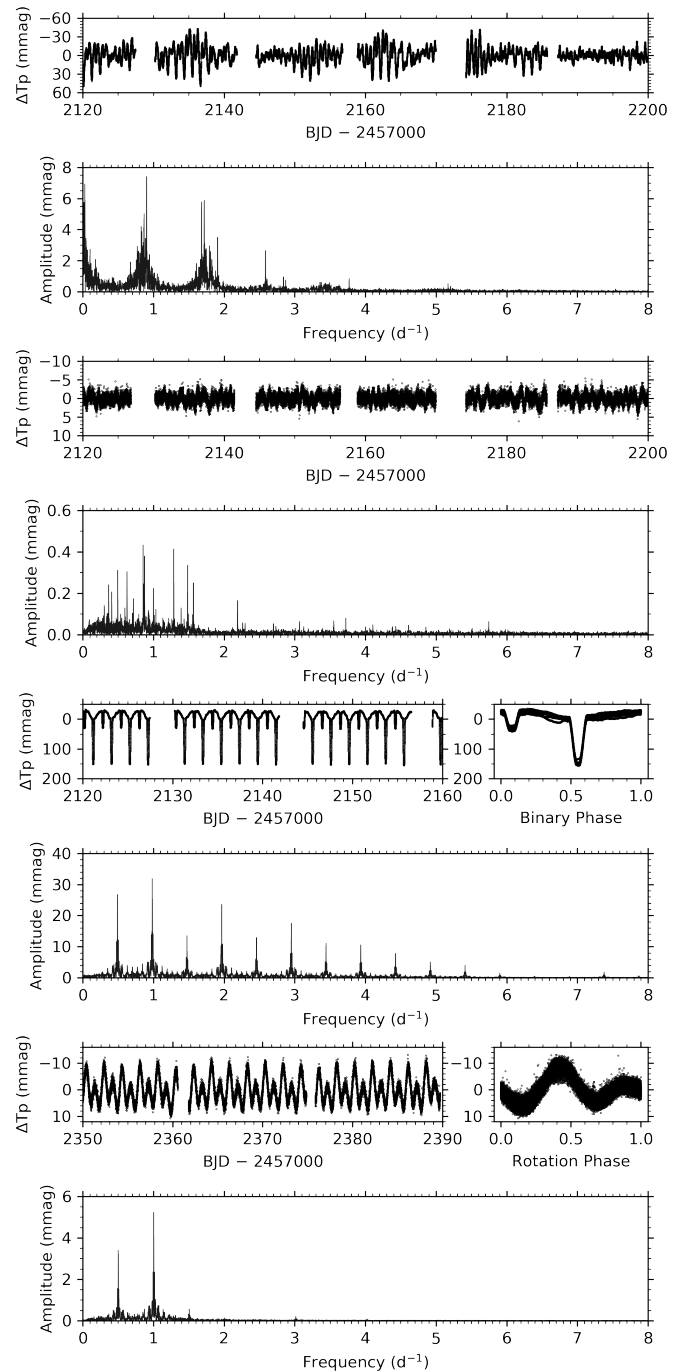 −60
−30
0
30
60
ΔTp (mmag)
2120 2140 2160 2180 2200
BJD − 2457000
8
6
4
2
0
Amplitude (mmag)
0 1 2 3 4 5 6 7 8
Frequency (d⁻¹)
−10
−5
0
5
10
ΔTp (mmag)
2120 2140 2160 2180 2200
BJD − 2457000
0.6
0.4
0.2
0.0
Amplitude (mmag)
0 1 2 3 4 5 6 7 8
Frequency (d⁻¹)
0
100
200
ΔTp (mmag)
2120 2130 2140 2150 2160
BJD − 2457000
0
100
200
0.0 0.5 1.0
Binary Phase
40
30
20
10
0
Amplitude (mmag)
0 1 2 3 4 5 6 7 8
Frequency (d⁻¹)
−10
0
10
ΔTp (mmag)
2350 2360 2370 2380 2390
BJD − 2457000
−10
0
10
0.0 0.5 1.0
Rotation Phase
6
4
2
0
Amplitude (mmag)
0 1 2 3 4 5 6 7 8
Frequency (d⁻¹)